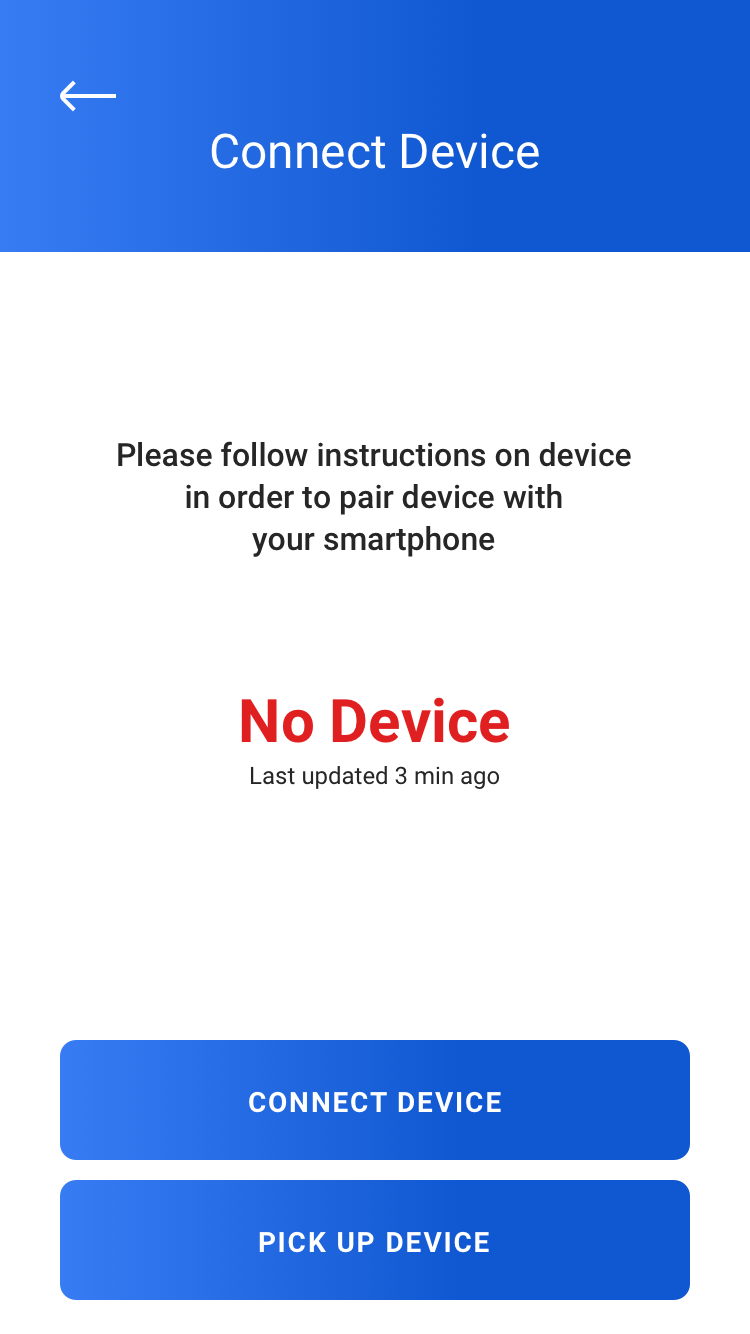 Connect Device
Please follow instructions on device
in order to pair device with
your smartphone
No Device
Last updated 3 min ago
CONNECT DEVICE
PICK UP DEVICE